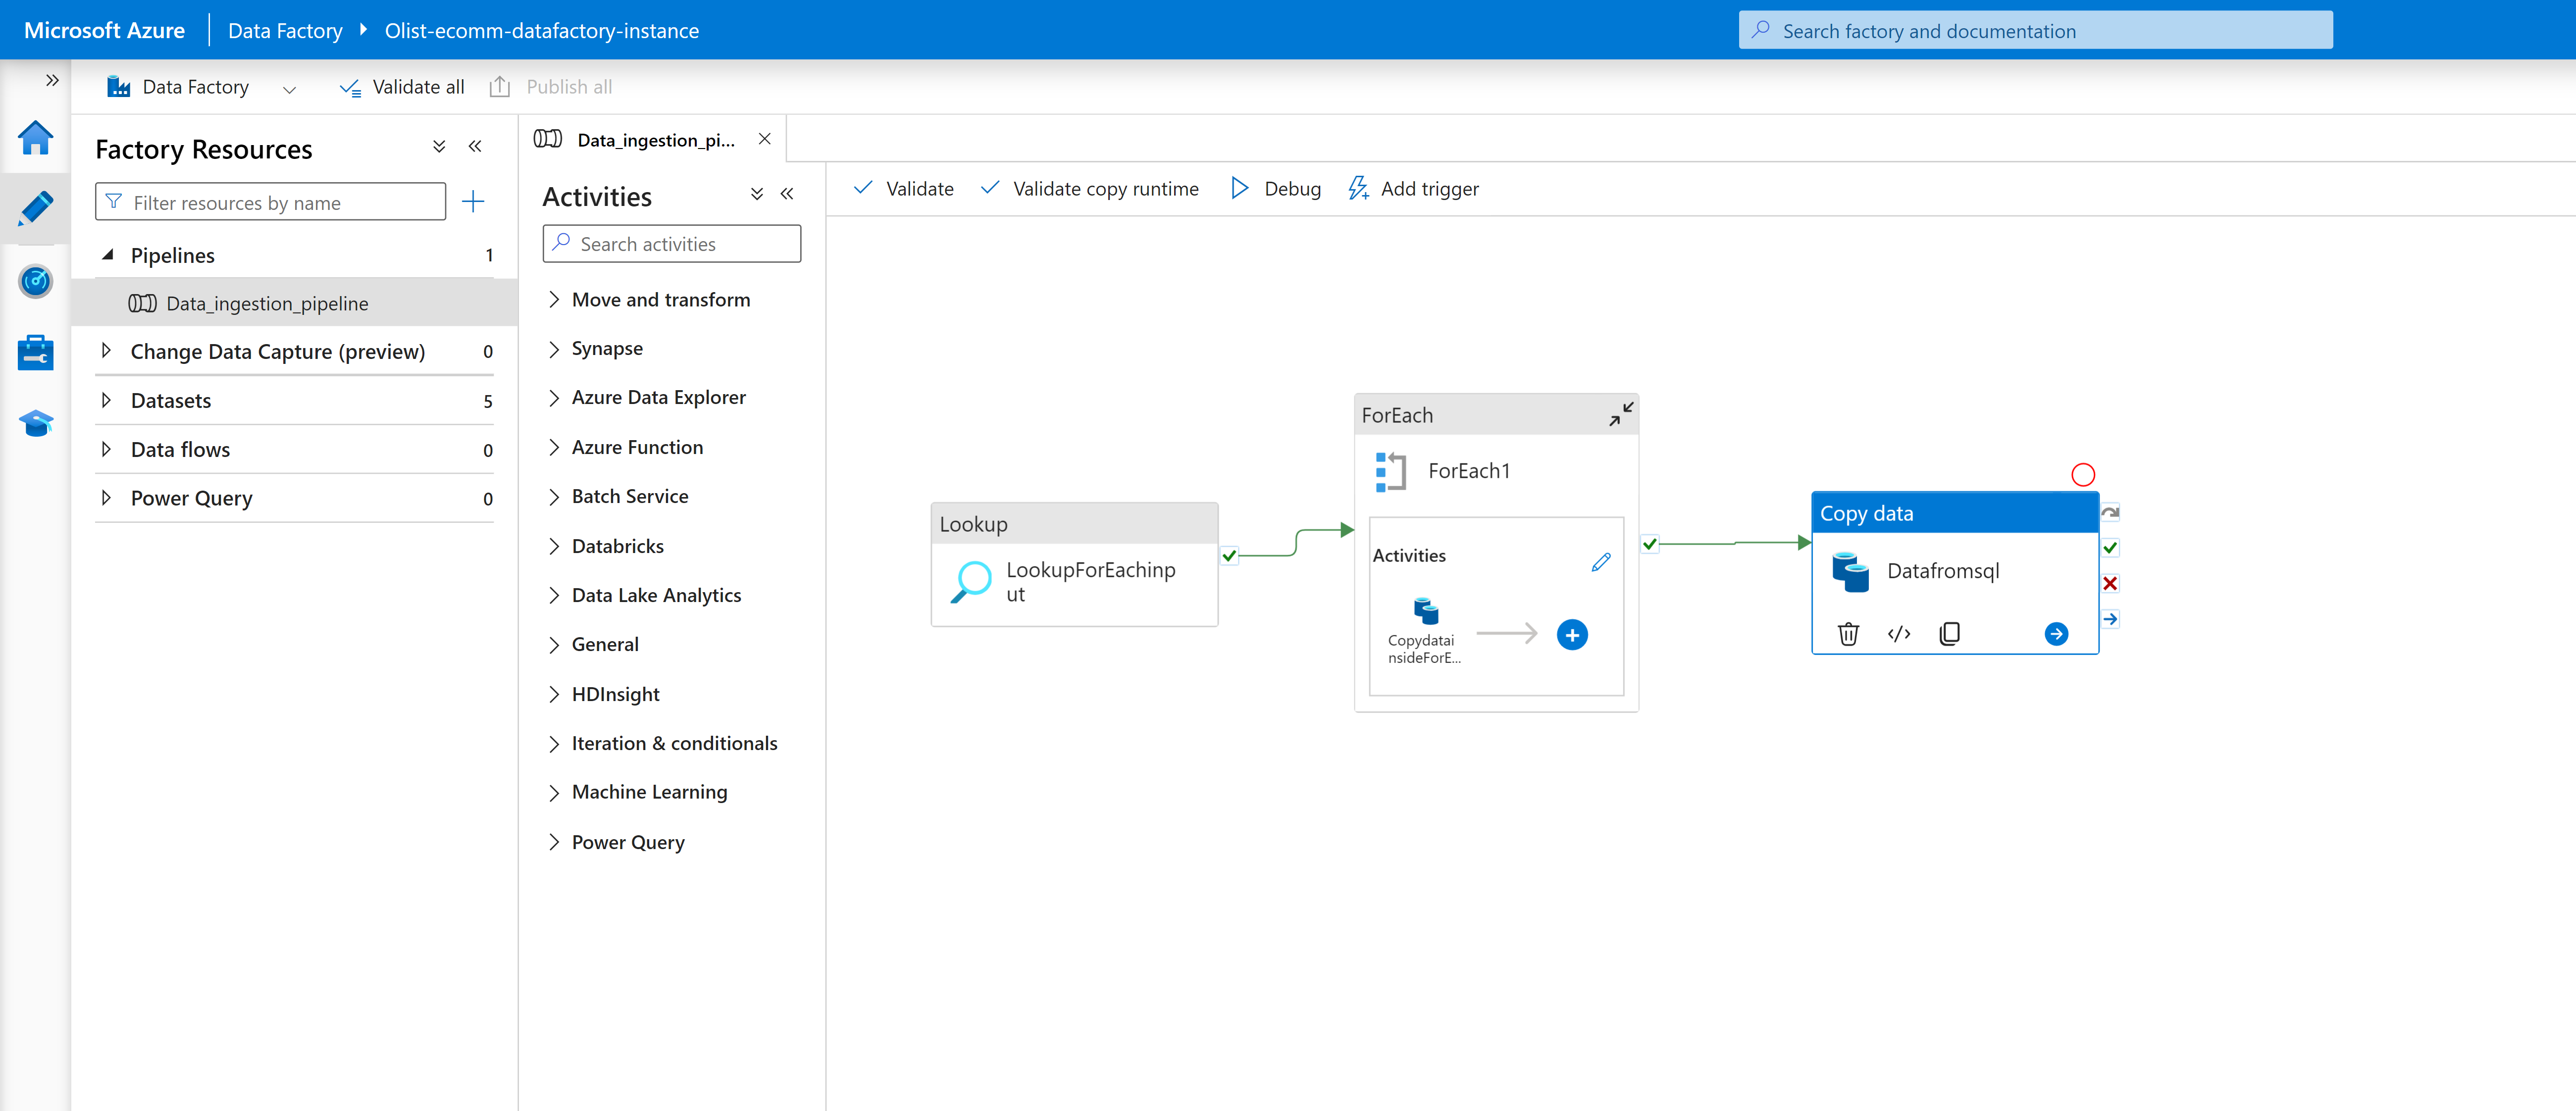 Microsoft Azure
Data Factory
Olist-ecomm-datafactory-instance
Search factory and documentation
Data Factory
Validate all
Publish all
Factory Resources
Filter resources by name
Pipelines 1
Data_ingestion_pipeline
Change Data Capture (preview) 0
Datasets 5
Data flows 0
Power Query 0
Data_ingestion_pi...
Activities
Search activities
Move and transform
Synapse
Azure Data Explorer
Azure Function
Batch Service
Databricks
Data Lake Analytics
General
HDInsight
Iteration & conditionals
Machine Learning
Power Query
Validate
Validate copy runtime
Debug
Add trigger
Lookup
LookupForEachinp
ut
ForEach
ForEach1
Activities
Copydatai
nsideForE...
Copy data
Datafromsql